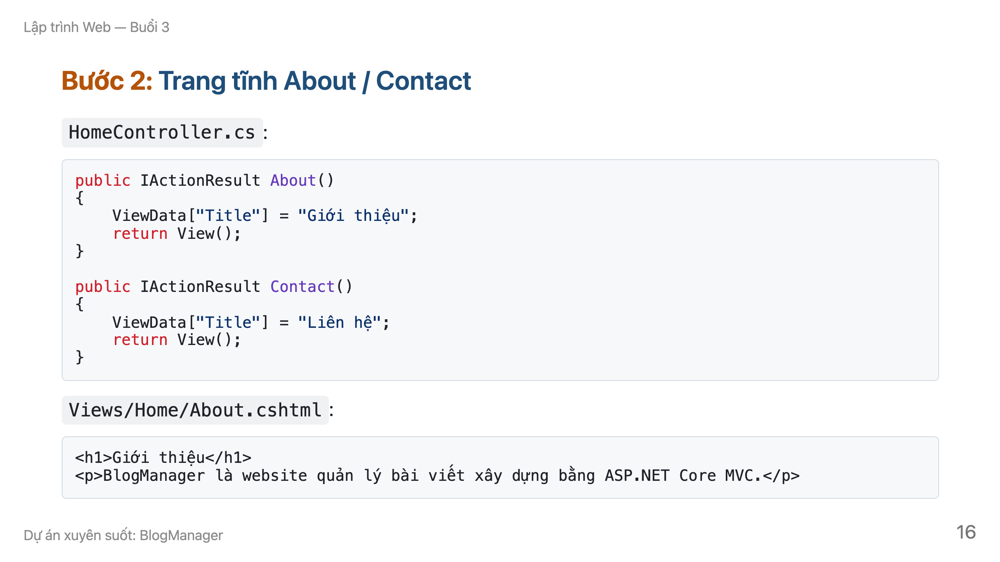 Lập trình Web — Buổi 3
Bước 2: Trang tĩnh About / Contact
HomeController.cs:
public IActionResult About()
{
    ViewData["Title"] = "Giới thiệu";
    return View();
}
public IActionResult Contact()
{
    ViewData["Title"] = "Liên hệ";
    return View();
}
Views/Home/About.cshtml:
<h1>Giới thiệu</h1>
<p>BlogManager là website quản lý bài viết xây dựng bằng ASP.NET Core MVC.</p>
Dự án xuyên suốt: BlogManager
16